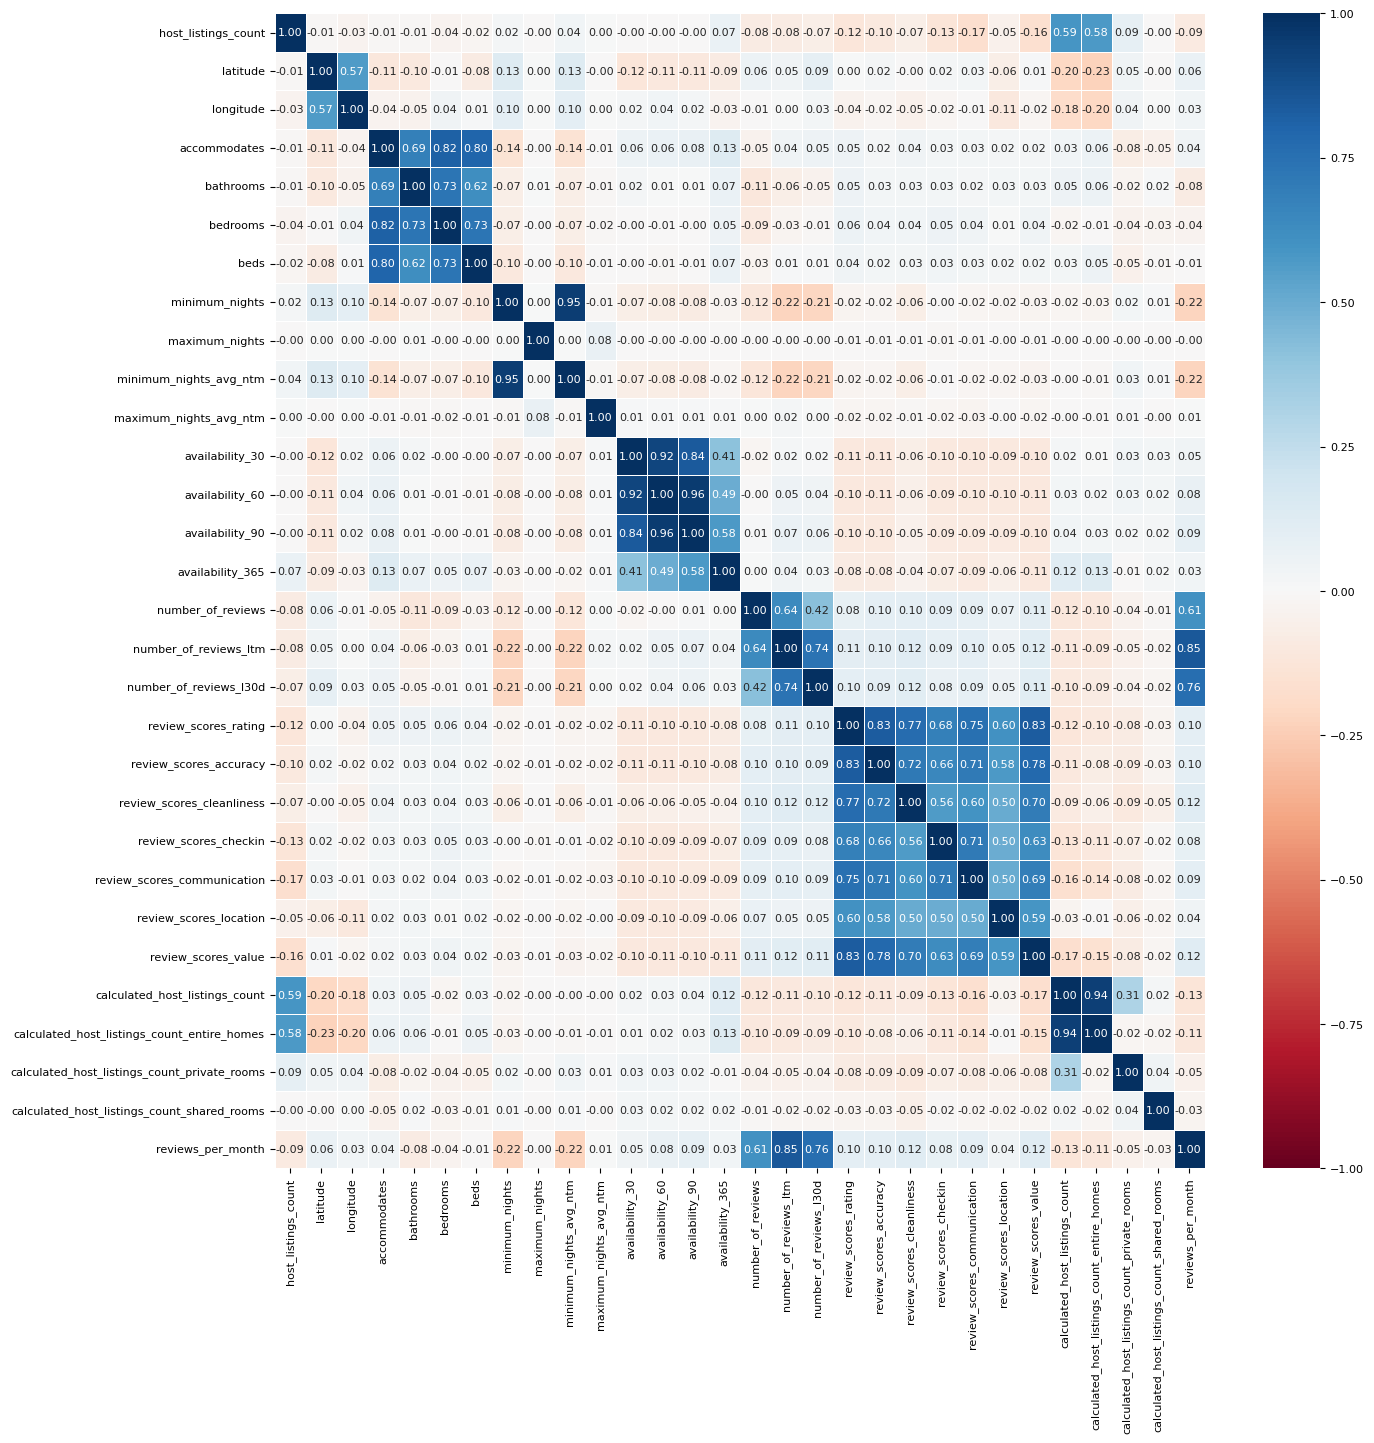 host_listings_count 1.00 -0.01 -0.03 -0.01 -0.01 -0.04 -0.02 0.02 -0.00 0.04 0.00 -0.00 -0.00 -0.00 0.07 -0.08 -0.08 -0.07 -0.12 -0.10 -0.07 -0.13 -0.17 -0.05 -0.16 0.59 0.58 0.09 -0.00 -0.09
latitude -0.01 1.00 0.57 -0.11 -0.10 -0.01 -0.08 0.13 0.00 0.13 -0.00 -0.12 -0.11 -0.11 -0.09 0.06 0.05 0.09 0.00 0.02 -0.00 0.02 0.03 -0.06 0.01 -0.20 -0.23 0.05 -0.00 0.06
longitude -0.03 0.57 1.00 -0.04 -0.05 0.04 0.01 0.10 0.00 0.10 0.00 0.02 0.04 0.02 -0.03 -0.01 0.00 0.03 -0.04 -0.02 -0.05 -0.02 -0.01 -0.11 -0.02 -0.18 -0.20 0.04 0.00 0.03
accommodates -0.01 -0.11 -0.04 1.00 0.69 0.82 0.80 -0.14 -0.00 -0.14 -0.01 0.06 0.06 0.08 0.13 -0.05 0.04 0.05 0.05 0.02 0.04 0.03 0.03 0.02 0.02 0.03 0.06 -0.08 -0.05 0.04
bathrooms -0.01 -0.10 -0.05 0.69 1.00 0.73 0.62 -0.07 0.01 -0.07 -0.01 0.02 0.01 0.01 0.07 -0.11 -0.06 -0.05 0.05 0.03 0.03 0.03 0.02 0.03 0.03 0.05 0.06 -0.02 0.02 -0.08
bedrooms -0.04 -0.01 0.04 0.82 0.73 1.00 0.73 -0.07 -0.00 -0.07 -0.02 -0.00 -0.01 -0.00 0.05 -0.09 -0.03 -0.01 0.06 0.04 0.04 0.05 0.04 0.01 0.04 -0.02 -0.01 -0.04 -0.03 -0.04
beds -0.02 -0.08 0.01 0.80 0.62 0.73 1.00 -0.10 -0.00 -0.10 -0.01 -0.00 -0.01 -0.01 0.07 -0.03 0.01 0.01 0.04 0.02 0.03 0.03 0.03 0.02 0.02 0.03 0.05 -0.05 -0.01 -0.01
minimum_nights 0.02 0.13 0.10 -0.14 -0.07 -0.07 -0.10 1.00 0.00 0.95 -0.01 -0.07 -0.08 -0.08 -0.03 -0.12 -0.22 -0.21 -0.02 -0.02 -0.06 -0.00 -0.02 -0.02 -0.03 -0.02 -0.03 0.02 0.01 -0.22
maximum_nights -0.00 0.00 0.00 -0.00 0.01 -0.00 -0.00 0.00 1.00 0.00 0.08 -0.00 -0.00 -0.00 -0.00 -0.00 -0.00 -0.00 -0.01 -0.01 -0.01 -0.01 -0.01 -0.00 -0.01 -0.00 -0.00 -0.00 -0.00 -0.00
minimum_nights_avg_ntm 0.04 0.13 0.10 -0.14 -0.07 -0.07 -0.10 0.95 0.00 1.00 -0.01 -0.07 -0.08 -0.08 -0.02 -0.12 -0.22 -0.21 -0.02 -0.02 -0.06 -0.01 -0.02 -0.02 -0.03 -0.00 -0.01 0.03 0.01 -0.22
maximum_nights_avg_ntm 0.00 -0.00 0.00 -0.01 -0.01 -0.02 -0.01 -0.01 0.08 -0.01 1.00 0.01 0.01 0.01 0.01 0.00 0.02 0.00 -0.02 -0.02 -0.01 -0.02 -0.03 -0.00 -0.02 -0.00 -0.01 0.01 -0.00 0.01
availability_30 -0.00 -0.12 0.02 0.06 0.02 -0.00 -0.00 -0.07 -0.00 -0.07 0.01 1.00 0.92 0.84 0.41 -0.02 0.02 0.02 -0.11 -0.11 -0.06 -0.10 -0.10 -0.09 -0.10 0.02 0.01 0.03 0.03 0.05
availability_60 -0.00 -0.11 0.04 0.06 0.01 -0.01 -0.01 -0.08 -0.00 -0.08 0.01 0.92 1.00 0.96 0.49 -0.00 0.05 0.04 -0.10 -0.11 -0.06 -0.09 -0.10 -0.10 -0.11 0.03 0.02 0.03 0.02 0.08
availability_90 -0.00 -0.11 0.02 0.08 0.01 -0.00 -0.01 -0.08 -0.00 -0.08 0.01 0.84 0.96 1.00 0.58 0.01 0.07 0.06 -0.10 -0.10 -0.05 -0.09 -0.09 -0.09 -0.10 0.04 0.03 0.02 0.02 0.09
availability_365 0.07 -0.09 -0.03 0.13 0.07 0.05 0.07 -0.03 -0.00 -0.02 0.01 0.41 0.49 0.58 1.00 0.00 0.04 0.03 -0.08 -0.08 -0.04 -0.07 -0.09 -0.06 -0.11 0.12 0.13 -0.01 0.02 0.03
number_of_reviews -0.08 0.06 -0.01 -0.05 -0.11 -0.09 -0.03 -0.12 -0.00 -0.12 0.00 -0.02 -0.00 0.01 0.00 1.00 0.64 0.42 0.08 0.10 0.10 0.09 0.09 0.07 0.11 -0.12 -0.10 -0.04 -0.01 0.61
number_of_reviews_ltm -0.08 0.05 0.00 0.04 -0.06 -0.03 0.01 -0.22 -0.00 -0.22 0.02 0.02 0.05 0.07 0.04 0.64 1.00 0.74 0.11 0.10 0.12 0.09 0.10 0.05 0.12 -0.11 -0.09 -0.05 -0.02 0.85
number_of_reviews_l30d -0.07 0.09 0.03 0.05 -0.05 -0.01 0.01 -0.21 -0.00 -0.21 0.00 0.02 0.04 0.06 0.03 0.42 0.74 1.00 0.10 0.09 0.12 0.08 0.09 0.05 0.11 -0.10 -0.09 -0.04 -0.02 0.76
review_scores_rating -0.12 0.00 -0.04 0.05 0.05 0.06 0.04 -0.02 -0.01 -0.02 -0.02 -0.11 -0.10 -0.10 -0.08 0.08 0.11 0.10 1.00 0.83 0.77 0.68 0.75 0.60 0.83 -0.12 -0.10 -0.08 -0.03 0.10
review_scores_accuracy -0.10 0.02 -0.02 0.02 0.03 0.04 0.02 -0.02 -0.01 -0.02 -0.02 -0.11 -0.11 -0.10 -0.08 0.10 0.10 0.09 0.83 1.00 0.72 0.66 0.71 0.58 0.78 -0.11 -0.08 -0.09 -0.03 0.10
review_scores_cleanliness -0.07 -0.00 -0.05 0.04 0.03 0.04 0.03 -0.06 -0.01 -0.06 -0.01 -0.06 -0.06 -0.05 -0.04 0.10 0.12 0.12 0.77 0.72 1.00 0.56 0.60 0.50 0.70 -0.09 -0.06 -0.09 -0.05 0.12
review_scores_checkin -0.13 0.02 -0.02 0.03 0.03 0.05 0.03 -0.00 -0.01 -0.01 -0.02 -0.10 -0.09 -0.09 -0.07 0.09 0.09 0.08 0.68 0.66 0.56 1.00 0.71 0.50 0.63 -0.13 -0.11 -0.07 -0.02 0.08
review_scores_communication -0.17 0.03 -0.01 0.03 0.02 0.04 0.03 -0.02 -0.01 -0.02 -0.03 -0.10 -0.10 -0.09 -0.09 0.09 0.10 0.09 0.75 0.71 0.60 0.71 1.00 0.50 0.69 -0.16 -0.14 -0.08 -0.02 0.09
review_scores_location -0.05 -0.06 -0.11 0.02 0.03 0.01 0.02 -0.02 -0.00 -0.02 -0.00 -0.09 -0.10 -0.09 -0.06 0.07 0.05 0.05 0.60 0.58 0.50 0.50 0.50 1.00 0.59 -0.03 -0.01 -0.06 -0.02 0.04
review_scores_value -0.16 0.01 -0.02 0.02 0.03 0.04 0.02 -0.03 -0.01 -0.03 -0.02 -0.10 -0.11 -0.10 -0.11 0.11 0.12 0.11 0.83 0.78 0.70 0.63 0.69 0.59 1.00 -0.17 -0.15 -0.08 -0.02 0.12
calculated_host_listings_count 0.59 -0.20 -0.18 0.03 0.05 -0.02 0.03 -0.02 -0.00 -0.00 -0.00 0.02 0.03 0.04 0.12 -0.12 -0.11 -0.10 -0.12 -0.11 -0.09 -0.13 -0.16 -0.03 -0.17 1.00 0.94 0.31 0.02 -0.13
calculated_host_listings_count_entire_homes 0.58 -0.23 -0.20 0.06 0.06 -0.01 0.05 -0.03 -0.00 -0.01 -0.01 0.01 0.02 0.03 0.13 -0.10 -0.09 -0.09 -0.10 -0.08 -0.06 -0.11 -0.14 -0.01 -0.15 0.94 1.00 -0.02 -0.02 -0.11
calculated_host_listings_count_private_rooms 0.09 0.05 0.04 -0.08 -0.02 -0.04 -0.05 0.02 -0.00 0.03 0.01 0.03 0.03 0.02 -0.01 -0.04 -0.05 -0.04 -0.08 -0.09 -0.09 -0.07 -0.08 -0.06 -0.08 0.31 -0.02 1.00 0.04 -0.05
calculated_host_listings_count_shared_rooms -0.00 -0.00 0.00 -0.05 0.02 -0.03 -0.01 0.01 -0.00 0.01 -0.00 0.03 0.02 0.02 0.02 -0.01 -0.02 -0.02 -0.03 -0.03 -0.05 -0.02 -0.02 -0.02 -0.02 0.02 -0.02 0.04 1.00 -0.03
reviews_per_month -0.09 0.06 0.03 0.04 -0.08 -0.04 -0.01 -0.22 -0.00 -0.22 0.01 0.05 0.08 0.09 0.03 0.61 0.85 0.76 0.10 0.10 0.12 0.08 0.09 0.04 0.12 -0.13 -0.11 -0.05 -0.03 1.00
host_listings_count
latitude
longitude
accommodates
bathrooms
bedrooms
beds
minimum_nights
maximum_nights
minimum_nights_avg_ntm
maximum_nights_avg_ntm
availability_30
availability_60
availability_90
availability_365
number_of_reviews
number_of_reviews_ltm
number_of_reviews_l30d
review_scores_rating
review_scores_accuracy
review_scores_cleanliness
review_scores_checkin
review_scores_communication
review_scores_location
review_scores_value
calculated_host_listings_count
calculated_host_listings_count_entire_homes
calculated_host_listings_count_private_rooms
calculated_host_listings_count_shared_rooms
reviews_per_month
1.00
0.75
0.50
0.25
0.00
−0.25
−0.50
−0.75
−1.00